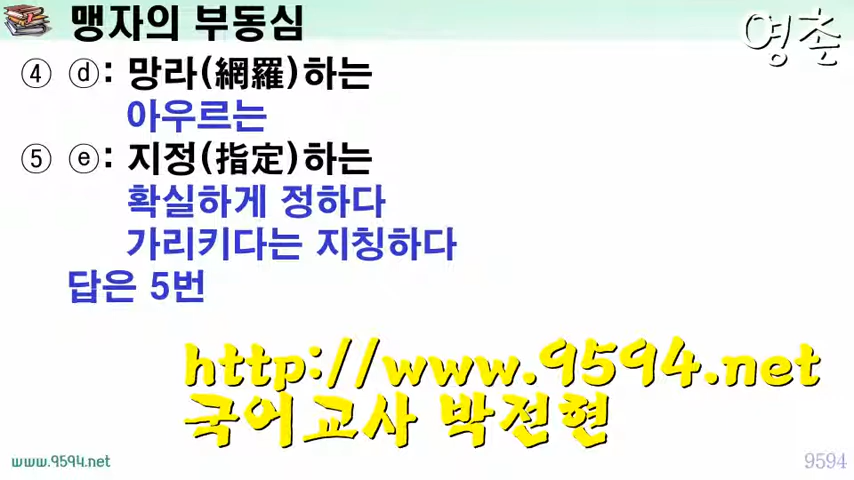 맹자의 부동심
영촌
④ ⓓ: 망라(網羅)하는
아우르는
⑤ ⓔ: 지정(指定)하는
확실하게 정하다
가리키다는 지칭하다
답은 5번
http://www.9594.net
국어교사 박전현
www.9594.net
9594